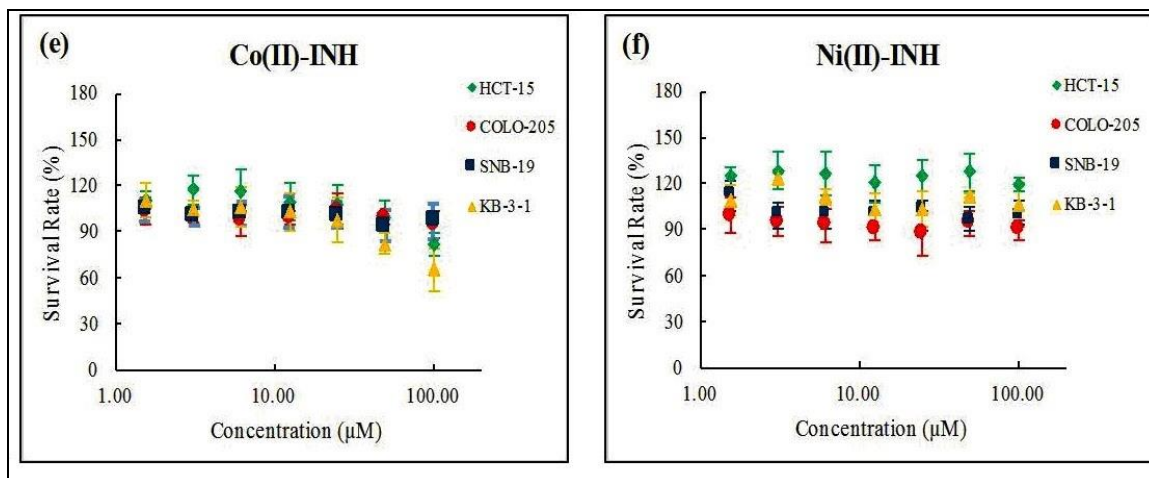 (e)
Co(II)-INH
180
150
120
90
60
30
0
Survival Rate (%)
1.00
10.00
100.00
Concentration (µM)
HCT-15
COLO-205
SNB-19
KB-3-1
(f)
Ni(II)-INH
180
150
120
90
60
30
0
Survival Rate (%)
1.00
10.00
100.00
Concentration (µM)
HCT-15
COLO-205
SNB-19
KB-3-1